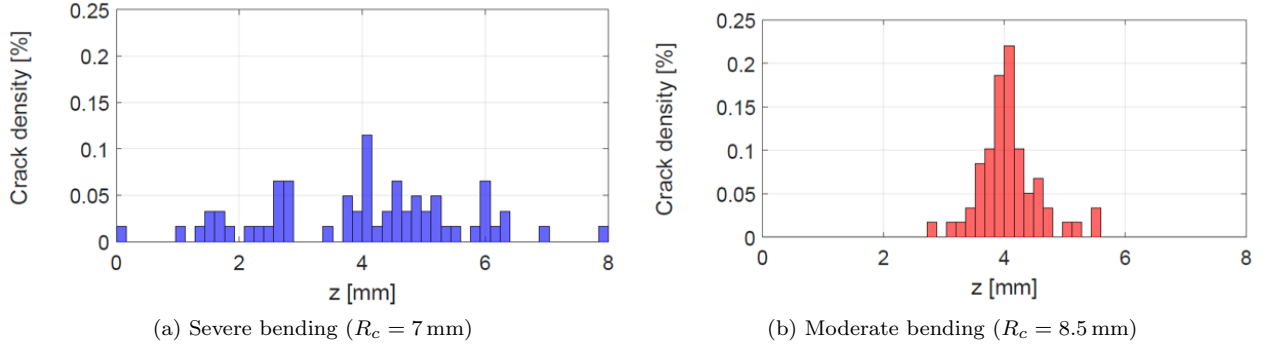 0.25
0.2
0.15
0.1
0.05
0
Crack density [%]
0 2 4 6 8
z [mm]
(a) Severe bending (R_c = 7 mm)
0.25
0.2
0.15
0.1
0.05
0
Crack density [%]
0 2 4 6 8
z [mm]
(b) Moderate bending (R_c = 8.5 mm)